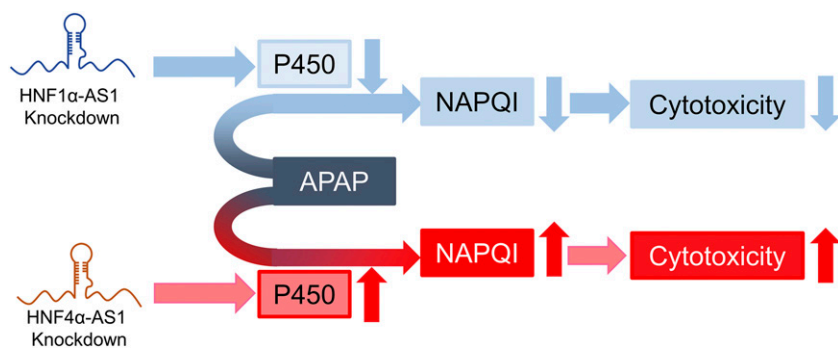 HNF1α-AS1
Knockdown
P450
NAPQI
Cytotoxicity
APAP
NAPQI
Cytotoxicity
P450
HNF4α-AS1
Knockdown